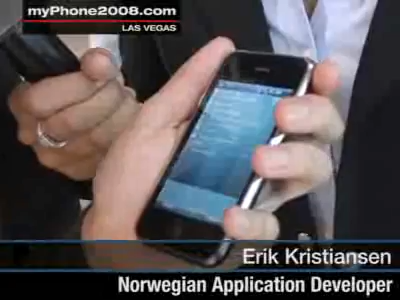 myPhone2008.com
LAS VEGAS
Erik Kristiansen
Norwegian Application Developer